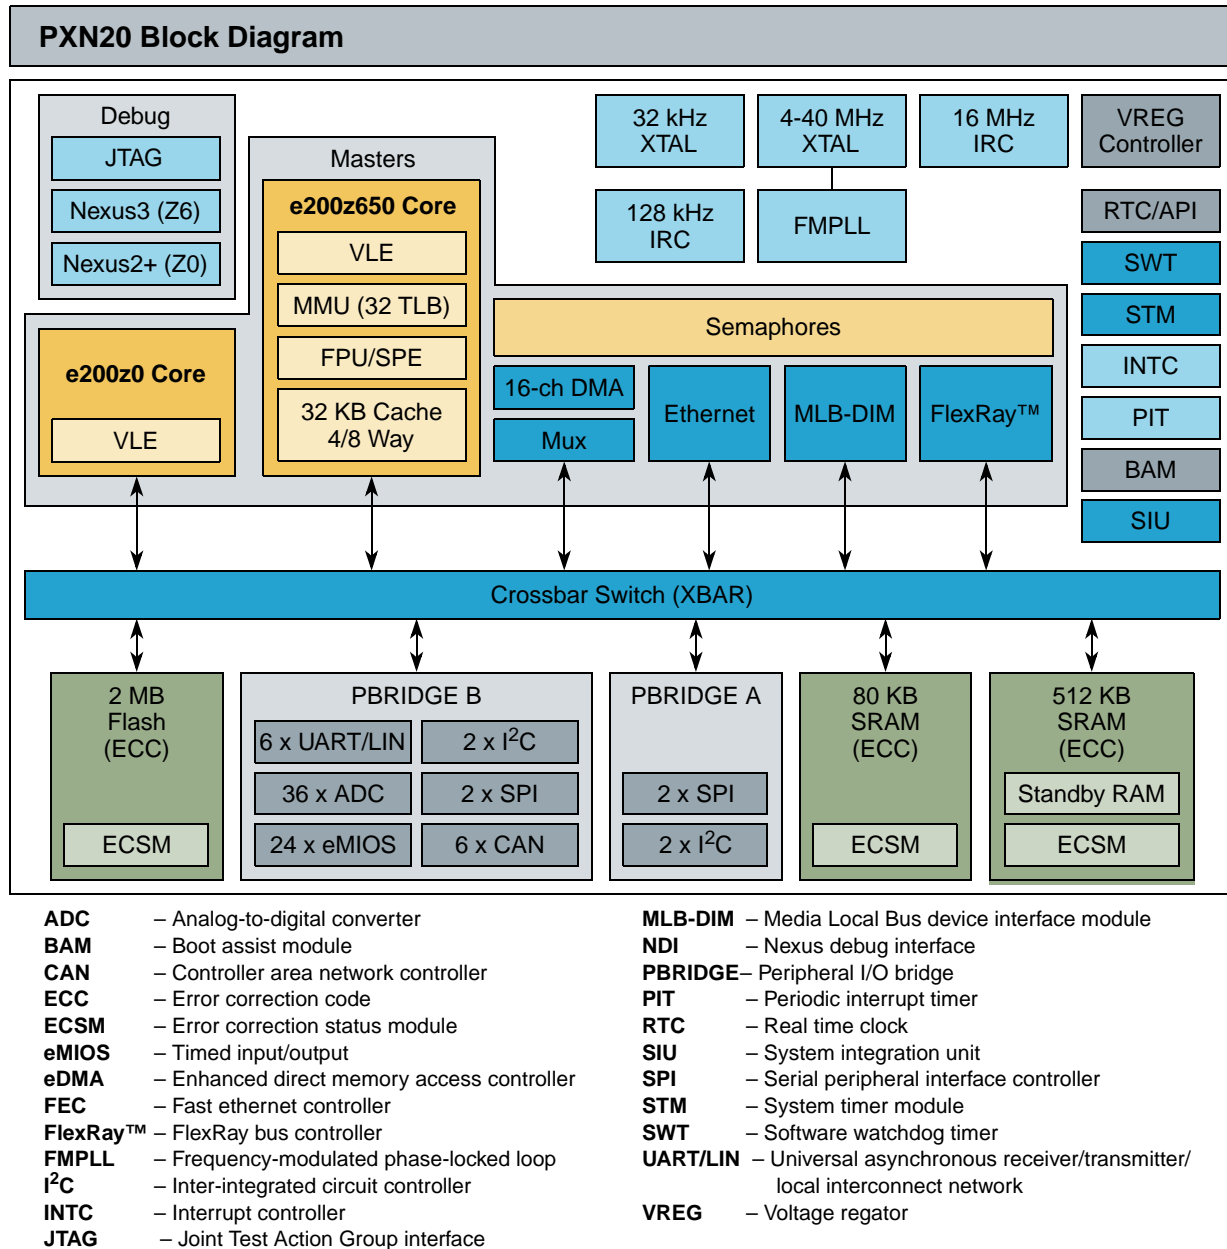 PXN20 Block Diagram
Debug
JTAG
Nexus3 (Z6)
Nexus2+ (Z0)
Masters
e200z650 Core
VLE
MMU (32 TLB)
FPU/SPE
32 KB Cache
4/8 Way
e200z0 Core
VLE
32 kHz
XTAL
4-40 MHz
XTAL
16 MHz
IRC
128 kHz
IRC
FMPLL
VREG
Controller
RTC/API
SWT
STM
INTC
PIT
BAM
SIU
Semaphores
16-ch DMA
Mux
Ethernet
MLB-DIM
FlexRay™
Crossbar Switch (XBAR)
2 MB
Flash
(ECC)
ECSM
PBRIDGE B
6 x UART/LIN
2 x I²C
36 x ADC
2 x SPI
24 x eMIOS
6 x CAN
PBRIDGE A
2 x SPI
2 x I²C
80 KB
SRAM
(ECC)
ECSM
512 KB
SRAM
(ECC)
Standby RAM
ECSM
ADC – Analog-to-digital converter
BAM – Boot assist module
CAN – Controller area network controller
ECC – Error correction code
ECSM – Error correction status module
eMIOS – Timed input/output
eDMA – Enhanced direct memory access controller
FEC – Fast ethernet controller
FlexRay™ – FlexRay bus controller
FMPLL – Frequency-modulated phase-locked loop
I²C – Inter-integrated circuit controller
INTC – Interrupt controller
JTAG – Joint Test Action Group interface
MLB-DIM – Media Local Bus device interface module
NDI – Nexus debug interface
PBRIDGE– Peripheral I/O bridge
PIT – Periodic interrupt timer
RTC – Real time clock
SIU – System integration unit
SPI – Serial peripheral interface controller
STM – System timer module
SWT – Software watchdog timer
UART/LIN – Universal asynchronous receiver/transmitter/
local interconnect network
VREG – Voltage regator